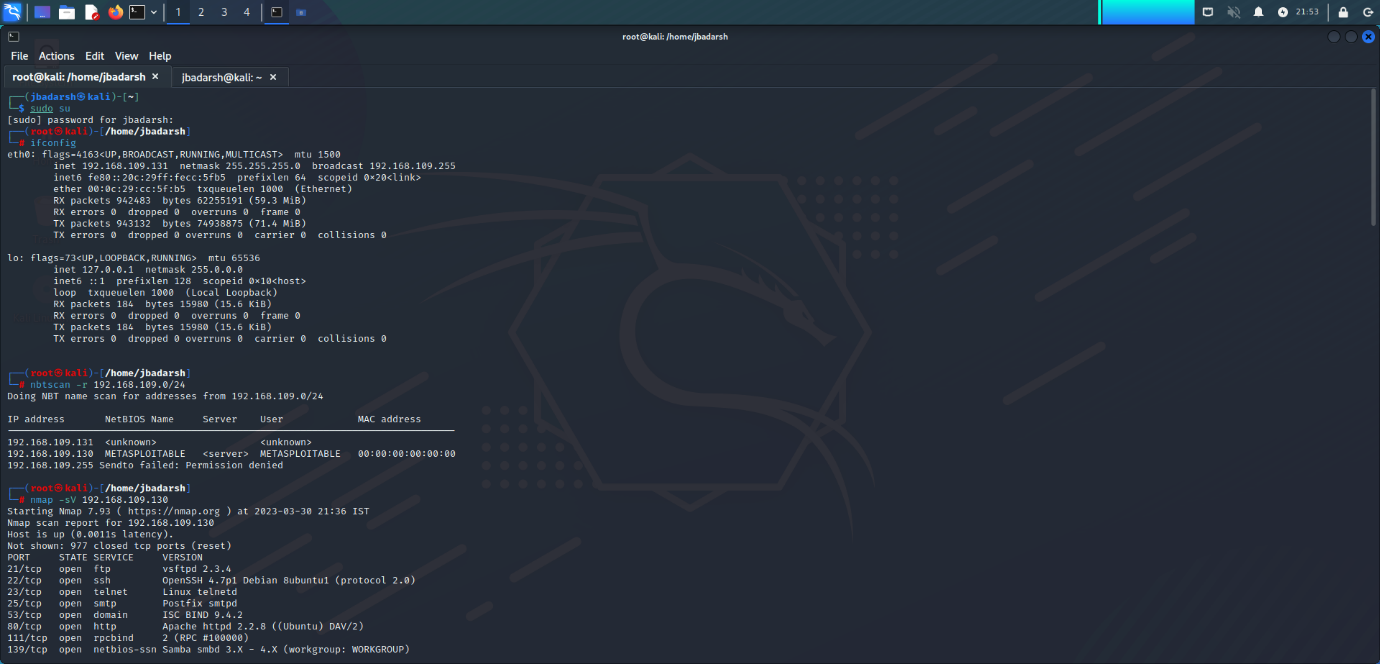 1 2 3 4 21:53
root@kali: /home/jbadarsh
File Actions Edit View Help
root@kali: /home/jbadarsh × jbadarsh@kali: ~ ×
┌──(jbadarsh㉿kali)-[~]
└─$ sudo su
[sudo] password for jbadarsh:
┌──(root㉿kali)-[/home/jbadarsh]
└─# ifconfig
eth0: flags=4163<UP,BROADCAST,RUNNING,MULTICAST>  mtu 1500
        inet 192.168.109.131  netmask 255.255.255.0  broadcast 192.168.109.255
        inet6 fe80::20c:29ff:fecc:5fb5  prefixlen 64  scopeid 0×20<link>
        ether 00:0c:29:cc:5f:b5  txqueuelen 1000  (Ethernet)
        RX packets 942483  bytes 62255191 (59.3 MiB)
        RX errors 0  dropped 0  overruns 0  frame 0
        TX packets 943132  bytes 74938875 (71.4 MiB)
        TX errors 0  dropped 0 overruns 0  carrier 0  collisions 0
lo: flags=73<UP,LOOPBACK,RUNNING>  mtu 65536
        inet 127.0.0.1  netmask 255.0.0.0
        inet6 ::1  prefixlen 128  scopeid 0×10<host>
        loop  txqueuelen 1000  (Local Loopback)
        RX packets 184  bytes 15980 (15.6 KiB)
        RX errors 0  dropped 0  overruns 0  frame 0
        TX packets 184  bytes 15980 (15.6 KiB)
        TX errors 0  dropped 0 overruns 0  carrier 0  collisions 0
┌──(root㉿kali)-[/home/jbadarsh]
└─# nbtscan -r 192.168.109.0/24
Doing NBT name scan for addresses from 192.168.109.0/24
IP address       NetBIOS Name     Server    User             MAC address
192.168.109.131  <unknown>                  <unknown>
192.168.109.130  METASPLOITABLE   <server>  METASPLOITABLE   00:00:00:00:00:00
192.168.109.255 Sendto failed: Permission denied
┌──(root㉿kali)-[/home/jbadarsh]
└─# nmap -sV 192.168.109.130
Starting Nmap 7.93 ( https://nmap.org ) at 2023-03-30 21:36 IST
Nmap scan report for 192.168.109.130
Host is up (0.0011s latency).
Not shown: 977 closed tcp ports (reset)
PORT     STATE SERVICE     VERSION
21/tcp   open  ftp         vsftpd 2.3.4
22/tcp   open  ssh         OpenSSH 4.7p1 Debian 8ubuntu1 (protocol 2.0)
23/tcp   open  telnet      Linux telnetd
25/tcp   open  smtp        Postfix smtpd
53/tcp   open  domain      ISC BIND 9.4.2
80/tcp   open  http        Apache httpd 2.2.8 ((Ubuntu) DAV/2)
111/tcp  open  rpcbind     2 (RPC #100000)
139/tcp  open  netbios-ssn Samba smbd 3.X - 4.X (workgroup: WORKGROUP)